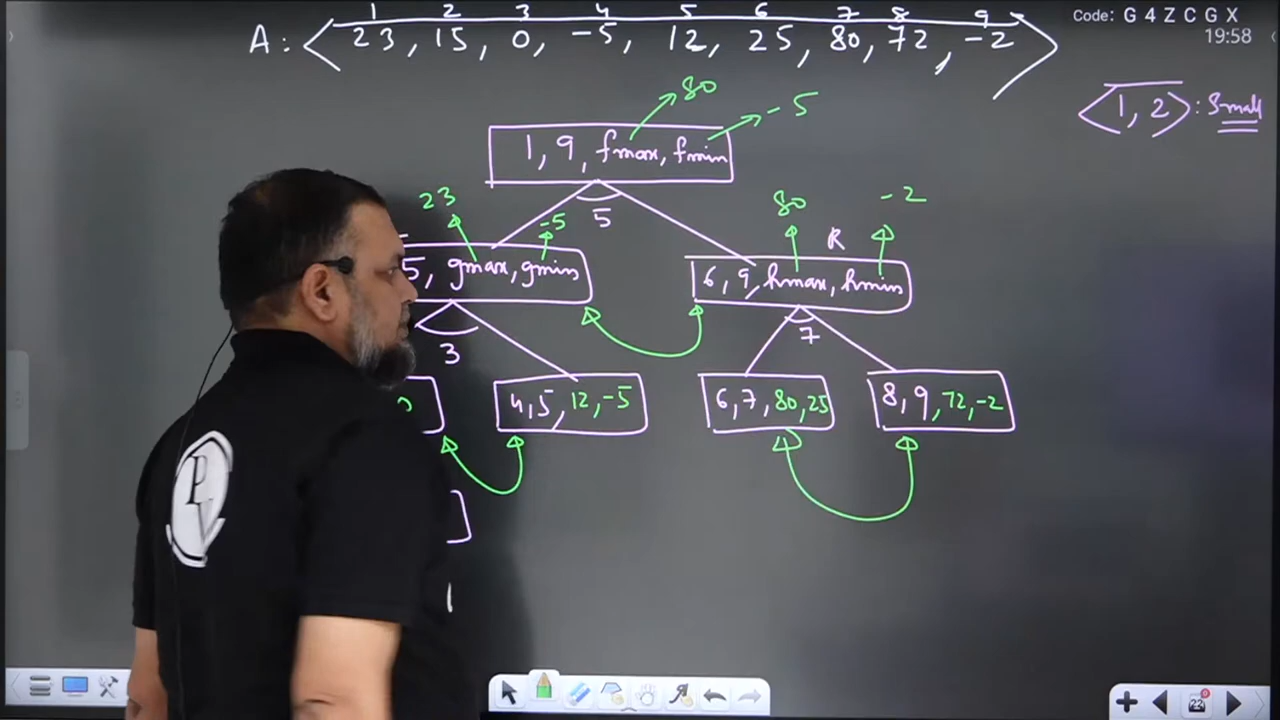 Code: G 4 Z C G X
19:58
1 2 3 4 5 6 7 8 9
A: < 23, 15, 0, -5, 12, 25, 80, 72, -2 >
<1, 2> : Small
80
-5
1, 9, fmax, fmin
5
23
-5
80
-2
R
5, gmax, gmin
6, 9, hmax, hmin
3
7
0
4, 5, 12, -5
6, 7, 80, 25
8, 9, 72, -2
PV
22